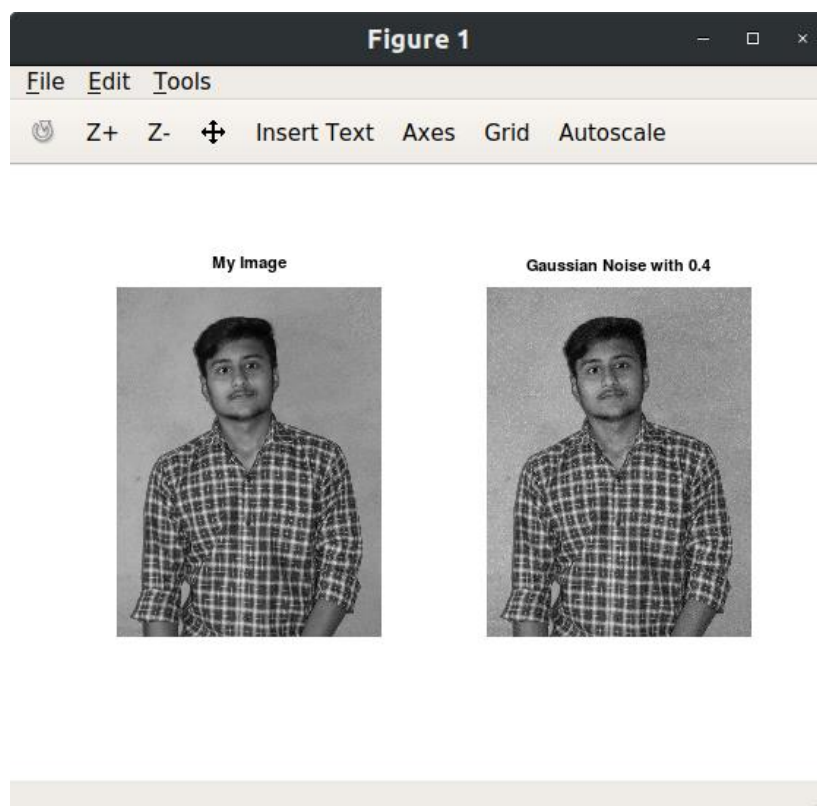 Figure 1
File Edit Tools
Z+ Z- Insert Text Axes Grid Autoscale
My Image
Gaussian Noise with 0.4